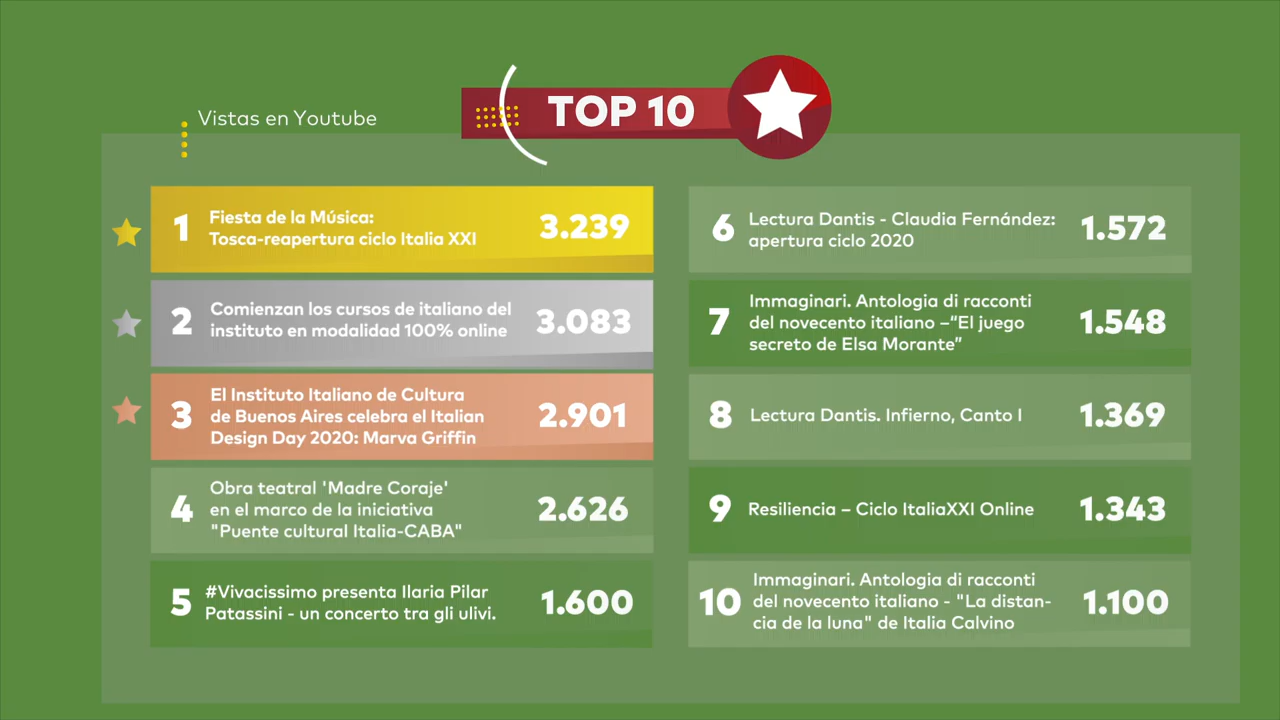 Vistas en Youtube
TOP 10
1
Fiesta de la Música:
Tosca-reapertura ciclo Italia XXI
3.239
2
Comienzan los cursos de italiano del
instituto en modalidad 100% online
3.083
3
El Instituto Italiano de Cultura
de Buenos Aires celebra el Italian
Design Day 2020: Marva Griffin
2.901
4
Obra teatral 'Madre Coraje'
en el marco de la iniciativa
"Puente cultural Italia-CABA"
2.626
5
#Vivacissimo presenta Ilaria Pilar
Patassini - un concerto tra gli ulivi.
1.600
6
Lectura Dantis - Claudia Fernández:
apertura ciclo 2020
1.572
7
Immaginari. Antologia di racconti
del novecento italiano –“El juego
secreto de Elsa Morante”
1.548
8
Lectura Dantis. Infierno, Canto I
1.369
9
Resiliencia – Ciclo ItaliaXXI Online
1.343
10
Immaginari. Antologia di racconti
del novecento italiano - "La distan-
cia de la luna" de Italia Calvino
1.100